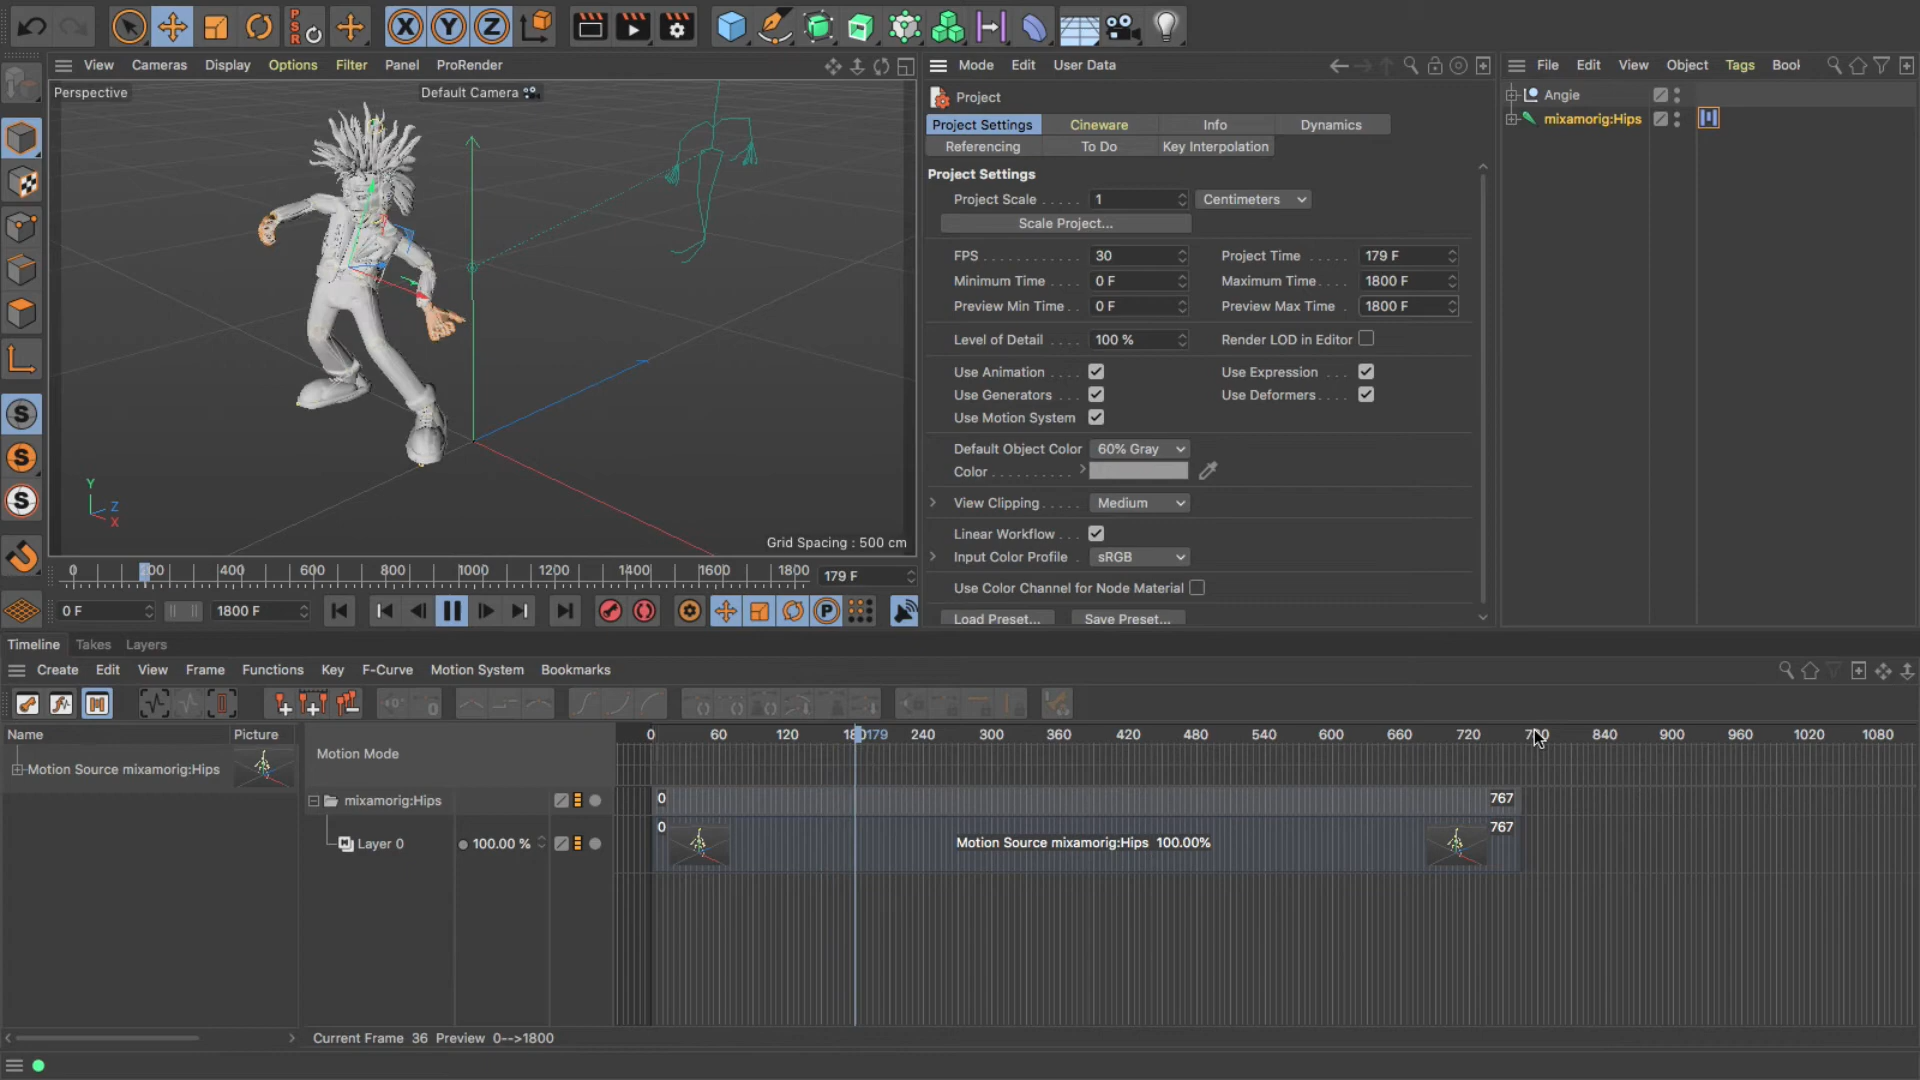 PSR
X Y Z
View Cameras Display Options Filter Panel ProRender
Mode Edit User Data
File Edit View Object Tags Bool
Perspective
Default Camera
Project
Angie
mixamorig:Hips
Project Settings Cineware Info Dynamics
Referencing To Do Key Interpolation
Project Settings
Project Scale . . . . . 1 Centimeters
Scale Project...
FPS . . . . . . . . . . . . 30 Project Time . . . . . 179 F
Minimum Time . . . . 0 F Maximum Time . . . . 1800 F
Preview Min Time . . 0 F Preview Max Time . 1800 F
Level of Detail . . . . 100 % Render LOD in Editor
Use Animation . . . . Use Expression . . . .
Use Generators . . . Use Deformers . . . .
Use Motion System
Default Object Color 60% Gray
Color . . . . . . . . . .
View Clipping . . . . . Medium
Linear Workflow . . .
Input Color Profile . sRGB
Use Color Channel for Node Material
Load Preset... Save Preset...
Y
Z
X
Grid Spacing : 500 cm
S
S
S
0 200 400 600 800 1000 1200 1400 1600 1800 179 F
0 F 1800 F P
Timeline Takes Layers
Create Edit View Frame Functions Key F-Curve Motion System Bookmarks
Name Picture
0 60 120 180 179 240 300 360 420 480 540 600 660 720 780 840 900 960 1020 1080
Motion Mode
Motion Source mixamorig:Hips
mixamorig:Hips 0 767
0 767
Layer 0 100.00 % Motion Source mixamorig:Hips 100.00%
Current Frame 36 Preview 0-->1800